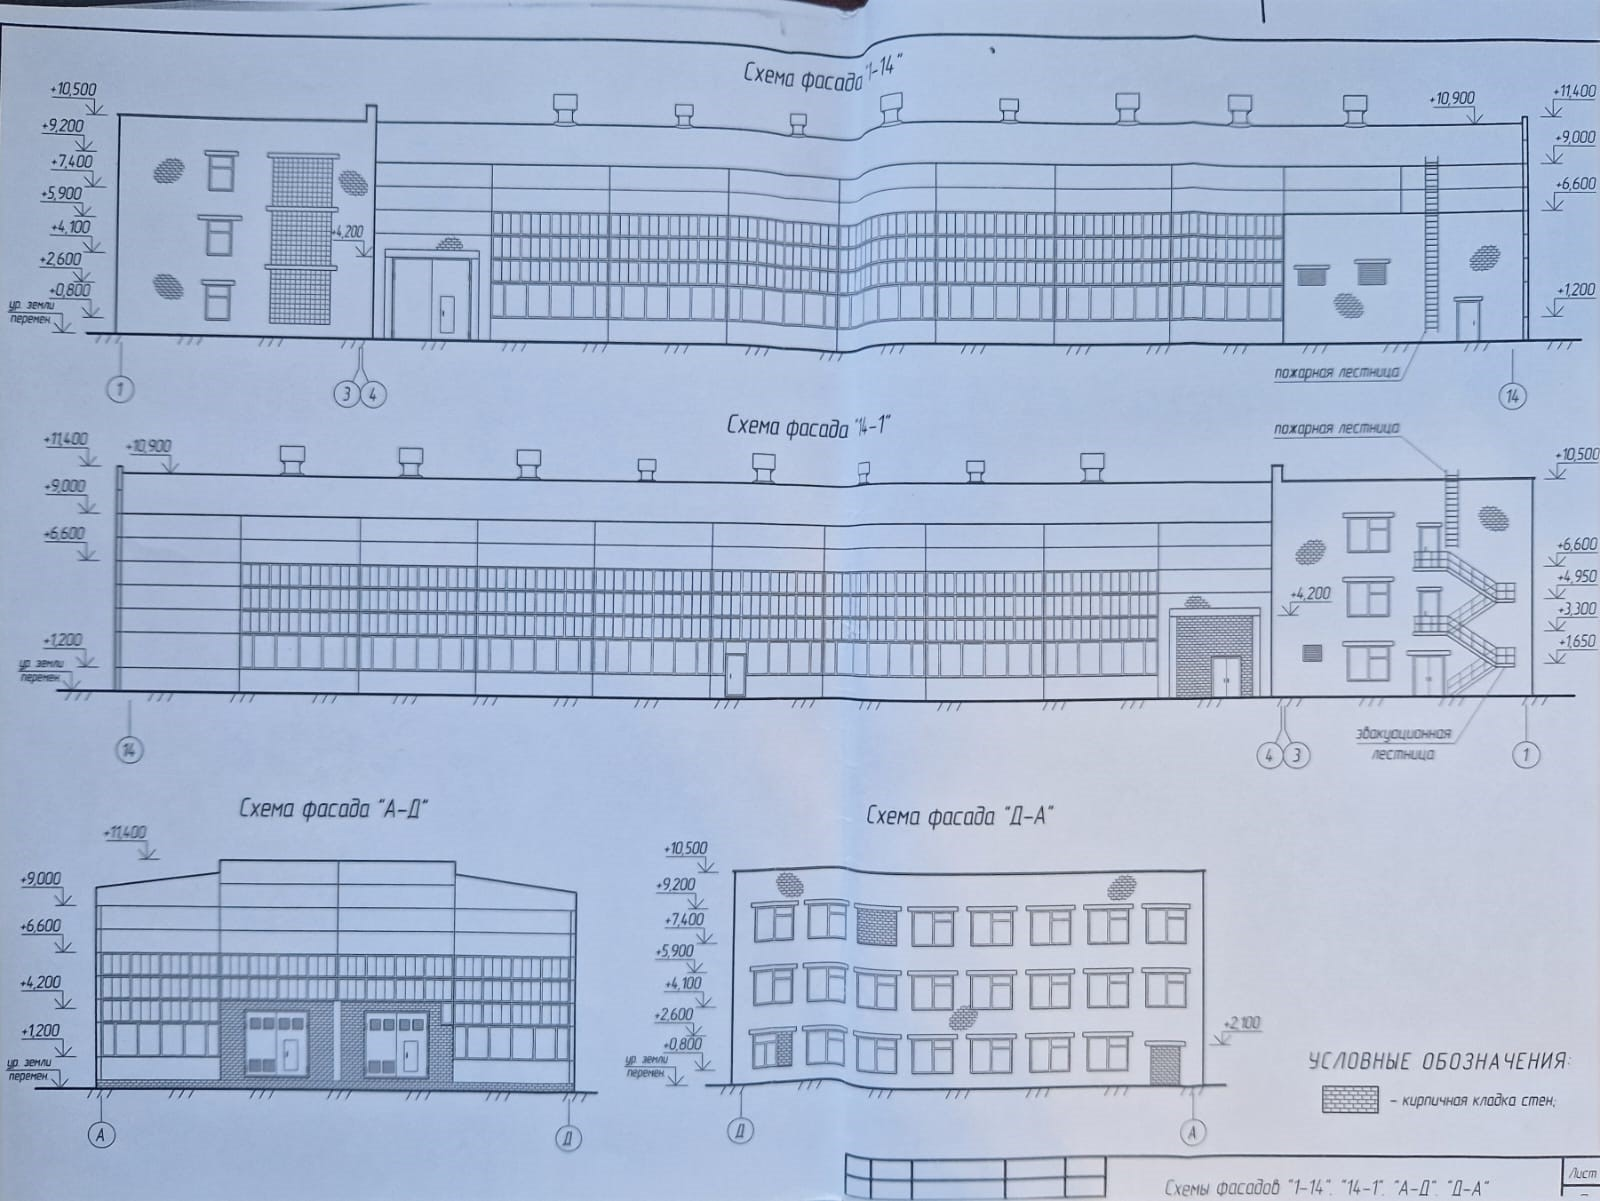 Схема фасада "1-14"
+10,500
+9,200
+7,400
+5,900
+4,100
+2,600
+0,800
ур. земли
перемен.
+4,200
+10,900
+11,400
+9,000
+6,600
+1,200
пожарная лестница
1
3
4
14
Схема фасада "14-1"
+11,400
+10,900
+9,000
+6,600
+1,200
ур. земли
перемен.
пожарная лестница
+10,500
+6,600
+4,950
+4,200
+3,300
+1,650
эвакуационная
лестница
14
4
3
1
Схема фасада "А-Д"
+11,400
+9,000
+6,600
+4,200
+1,200
ур. земли
перемен.
А
Д
Схема фасада "Д-А"
+10,500
+9,200
+7,400
+5,900
+4,100
+2,600
+0,800
ур. земли
перемен.
+2,100
Д
А
УСЛОВНЫЕ ОБОЗНАЧЕНИЯ:
- кирпичная кладка стен;
Схемы фасадов "1-14". "14-1". "А-Д". "Д-А"
Лист